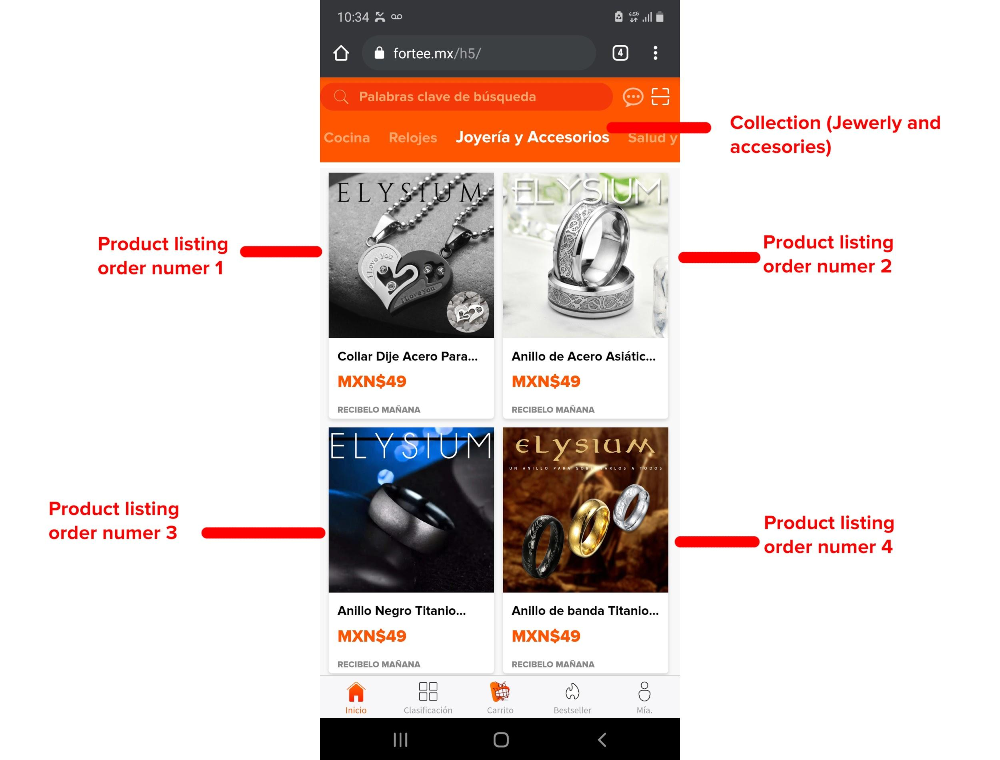 10:34
4.5G
fortee.mx/h5/
4
Palabras clave de búsqueda
Cocina Relojes Joyería y Accesorios Salud y
Collection (Jewerly and
accesories)
ELYSIUM
I Love You
I Love you
ELYSIUM
Product listing
order numer 1
Product listing
order numer 2
Collar Dije Acero Para...
MXN$49
RECIBELO MAÑANA
Anillo de Acero Asiátic...
MXN$49
RECIBELO MAÑANA
ELYSIUM
ELYSIUM
UN ANILLO PARA GOBERNARLOS A TODOS
Product listing
order numer 3
Product listing
order numer 4
Anillo Negro Titanio...
MXN$49
RECIBELO MAÑANA
Anillo de banda Titanio...
MXN$49
RECIBELO MAÑANA
Inicio Clasificación Carrito Bestseller Mía.